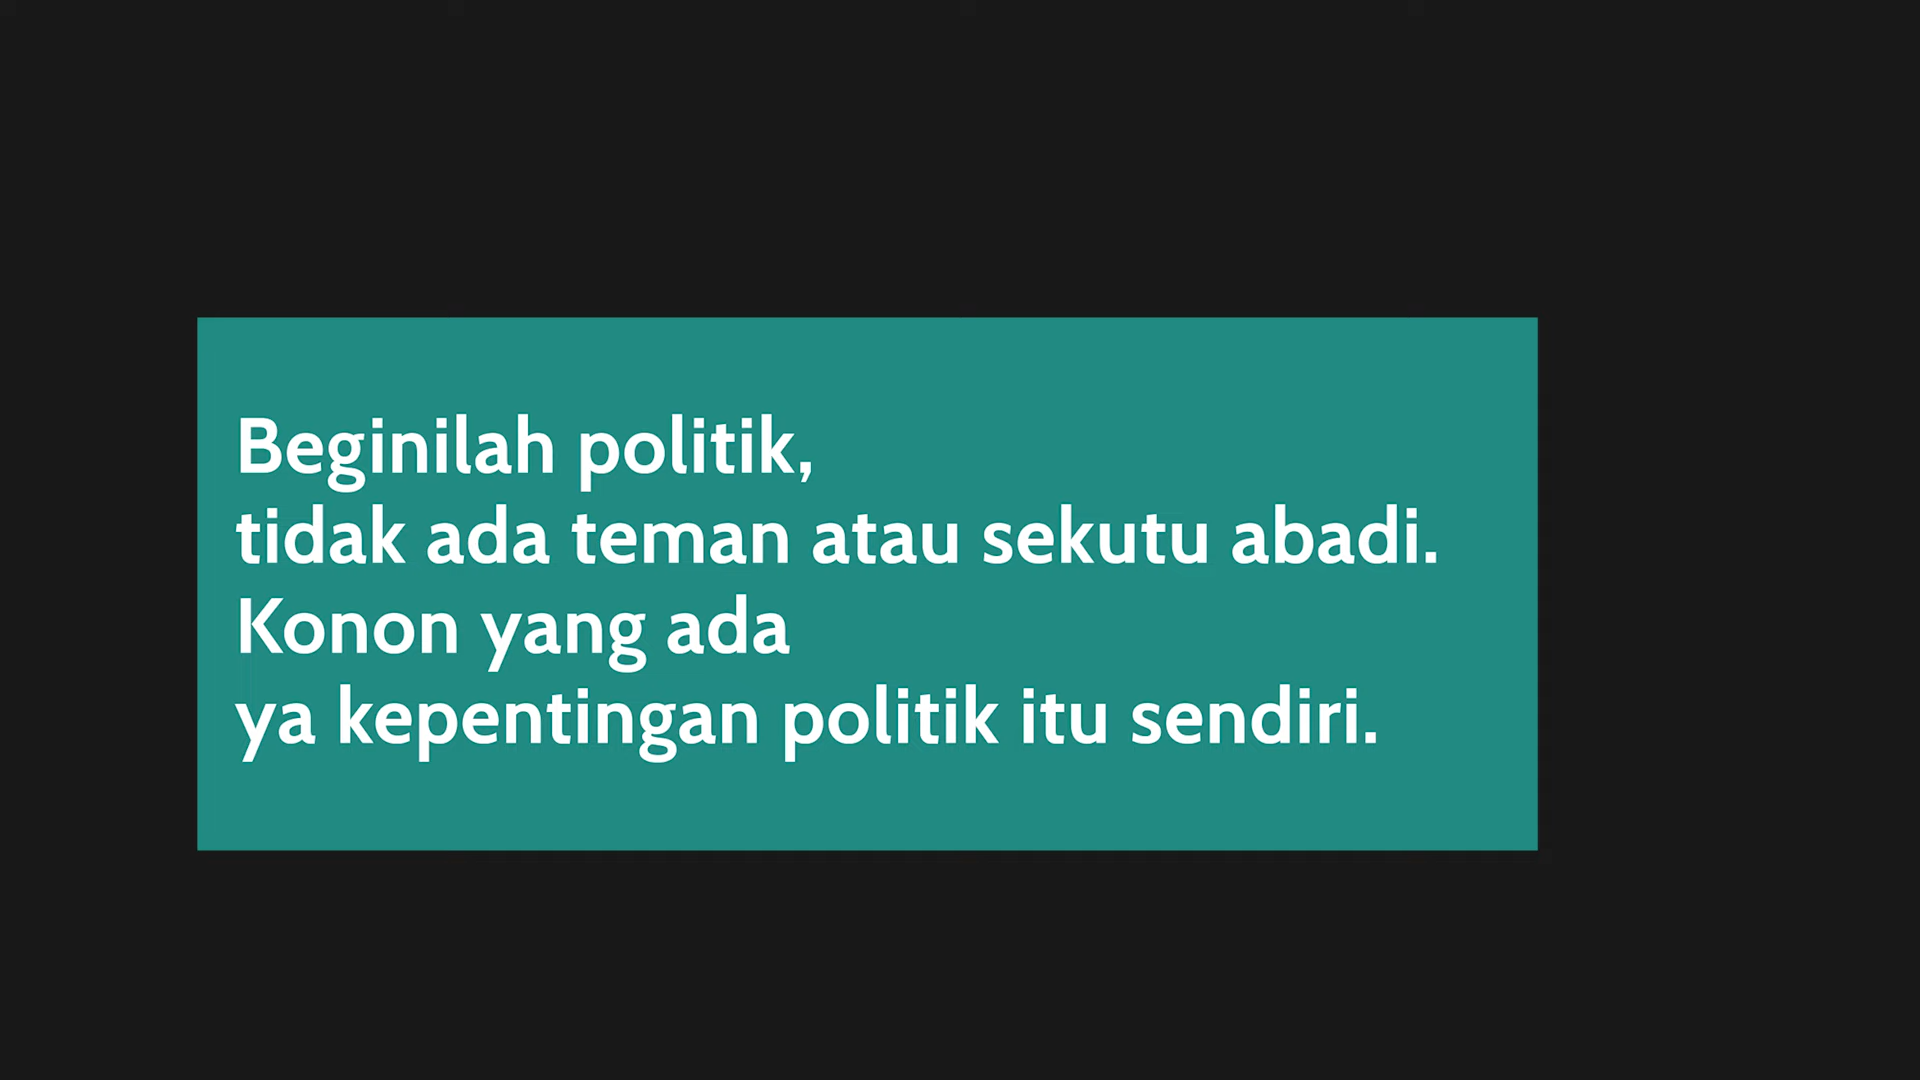 Beginilah politik,
tidak ada teman atau sekutu abadi.
Konon yang ada
ya kepentingan politik itu sendiri.